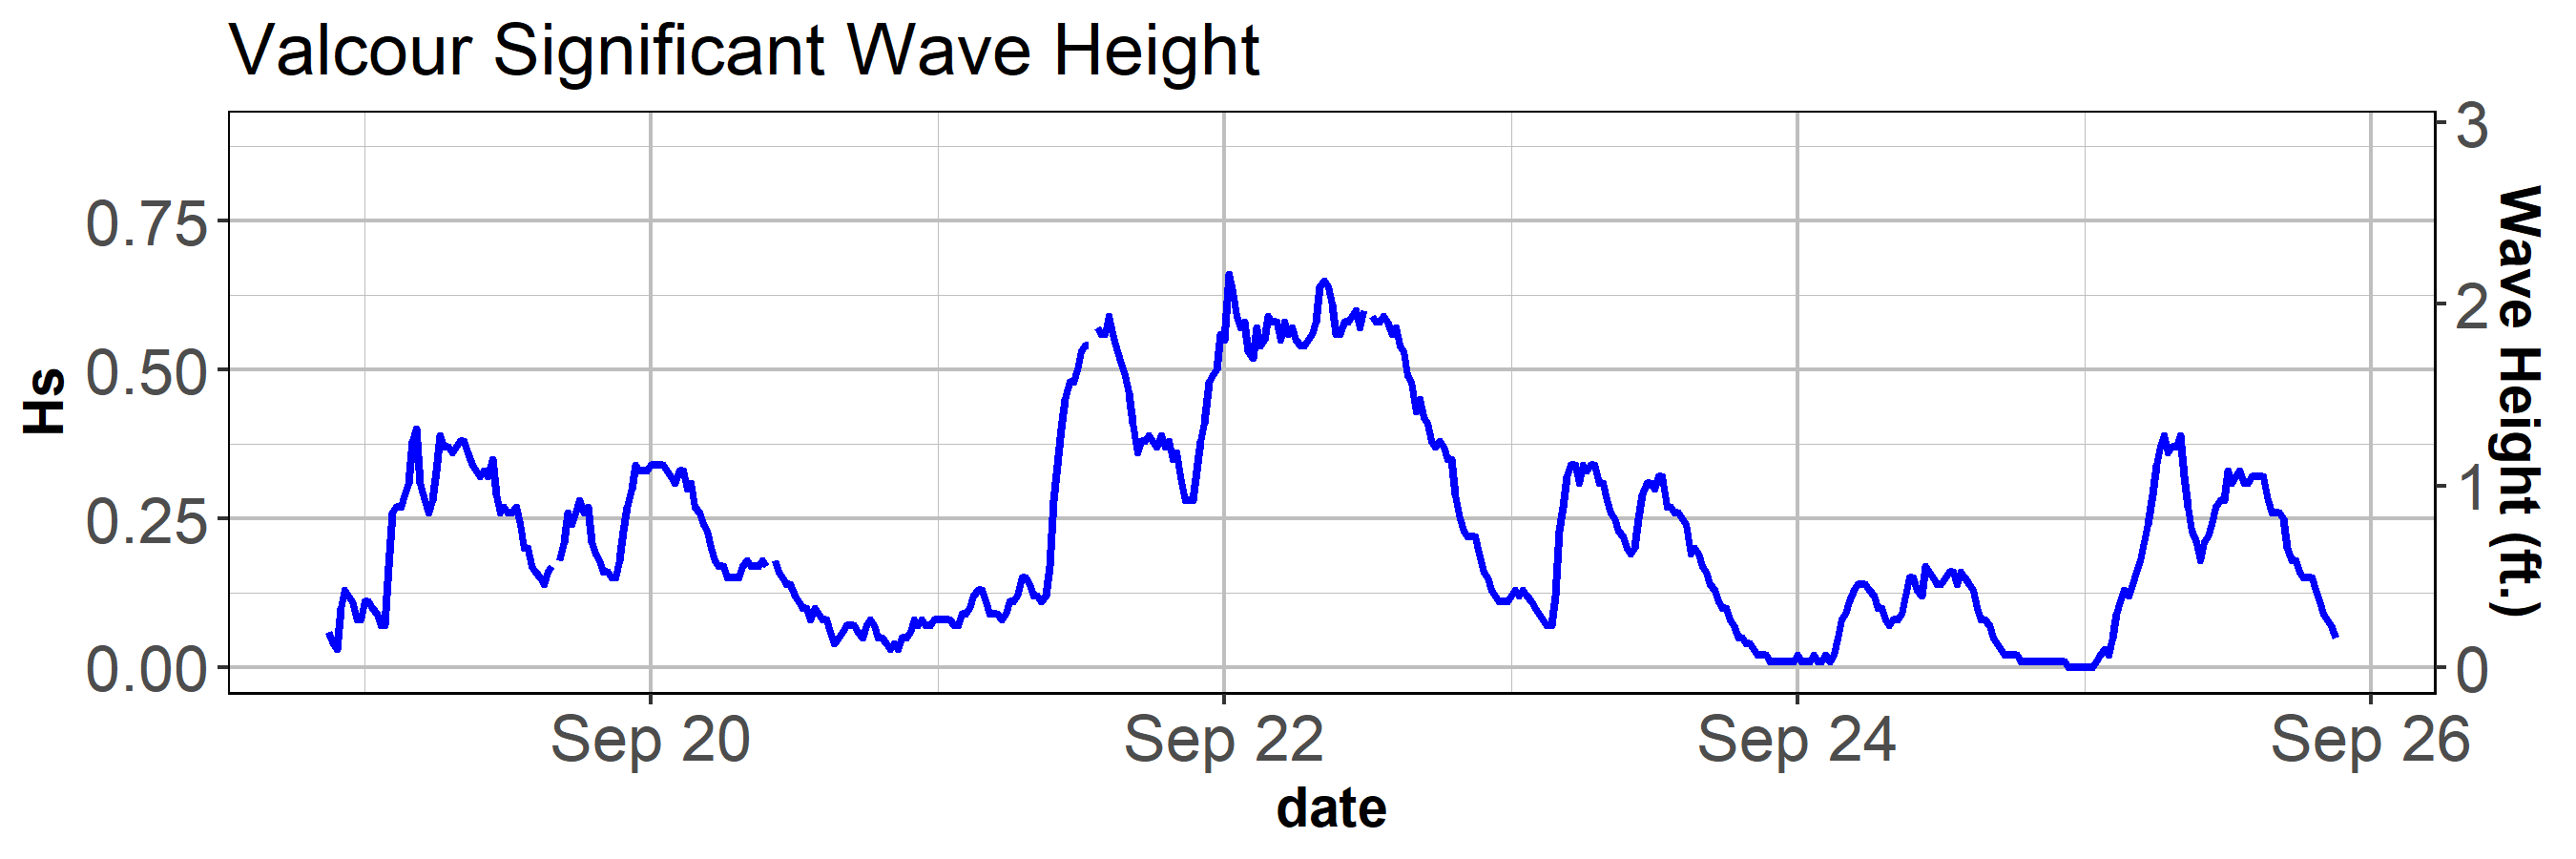 Valcour Significant Wave Height
Hs
0.75
0.50
0.25
0.00
3
2
1
0
Wave Height (ft.)
Sep 20
Sep 22
Sep 24
Sep 26
date